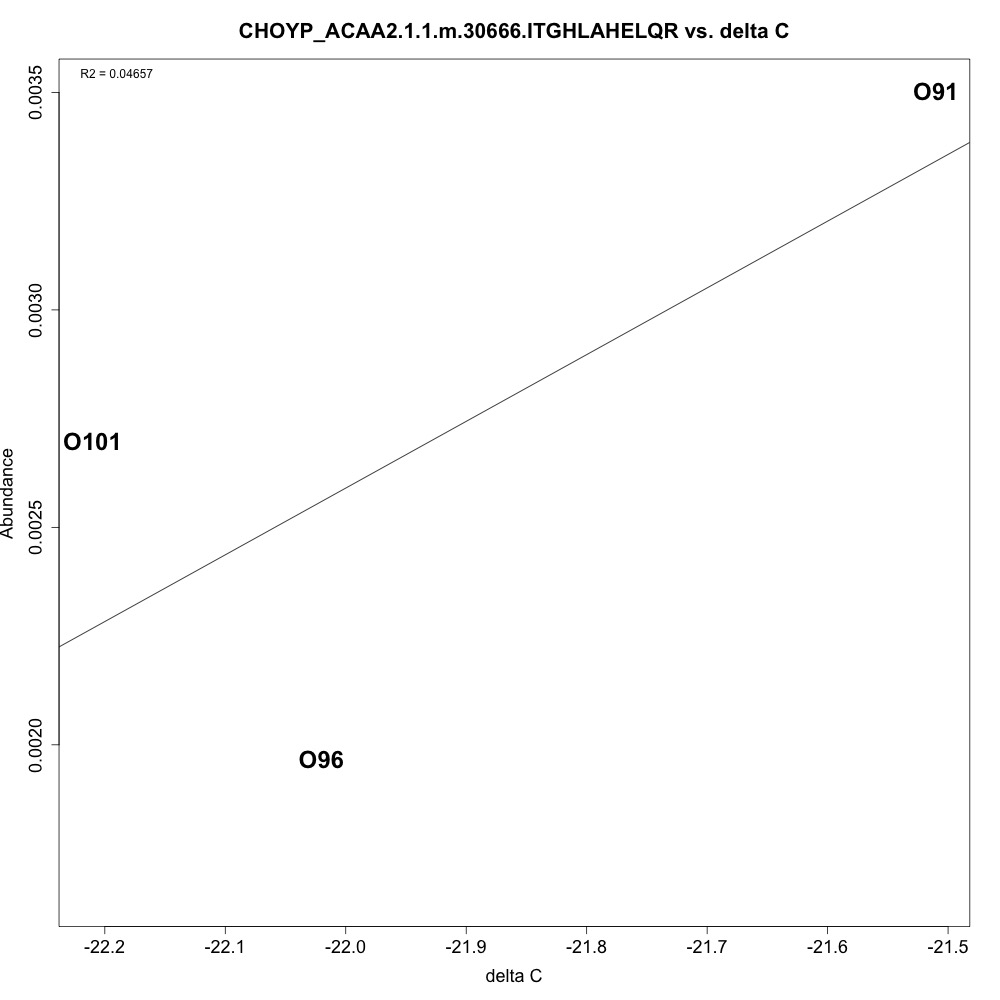 CHOYP_ACAA2.1.1.m.30666.ITGHLAHELQR vs. delta C
R2 = 0.04657
O91
O101
O96
Abundance
0.0035
0.0030
0.0025
0.0020
-22.2 -22.1 -22.0 -21.9 -21.8 -21.7 -21.6 -21.5
delta C